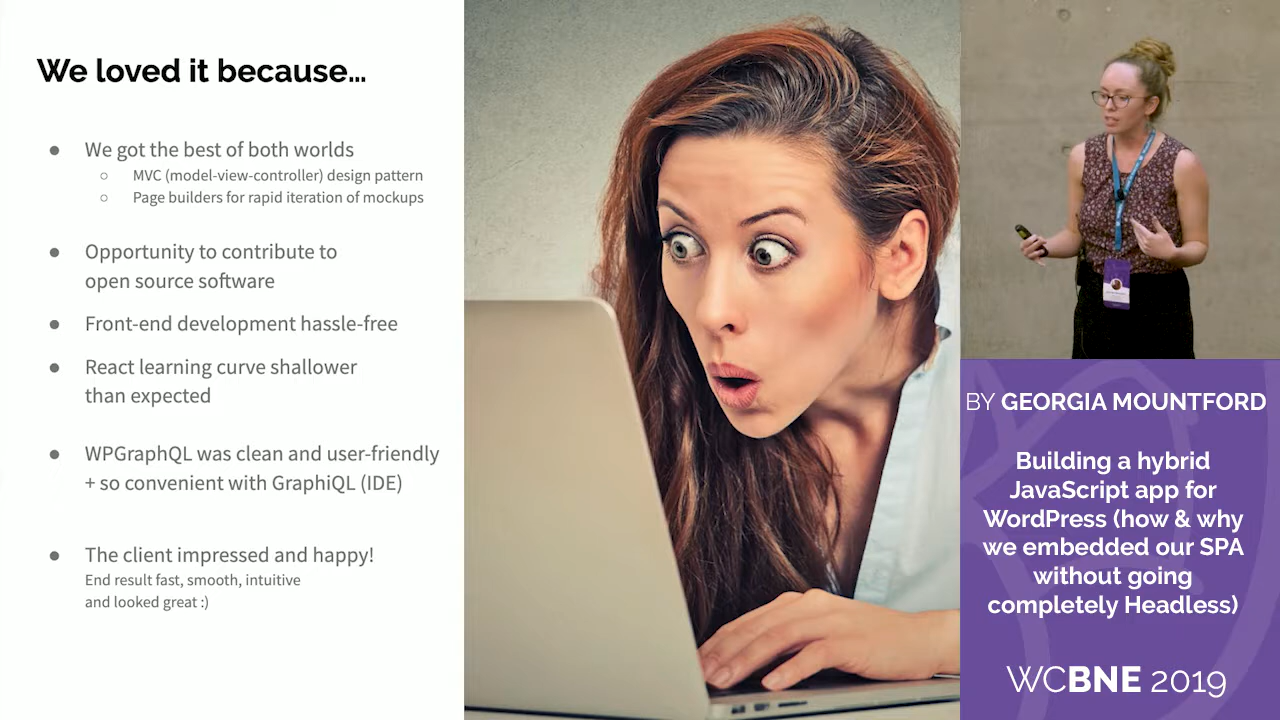 We loved it because...
● We got the best of both worlds
○ MVC (model-view-controller) design pattern
○ Page builders for rapid iteration of mockups
● Opportunity to contribute to
open source software
● Front-end development hassle-free
● React learning curve shallower
than expected
● WPGraphQL was clean and user-friendly
+ so convenient with GraphiQL (IDE)
● The client impressed and happy!
End result fast, smooth, intuitive
and looked great :)
BY GEORGIA MOUNTFORD
Building a hybrid
JavaScript app for
WordPress (how & why
we embedded our SPA
without going
completely Headless)
WCBNE 2019